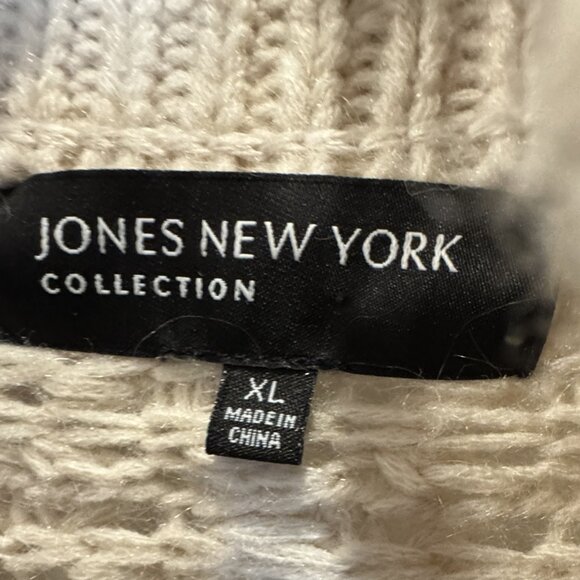 JONES NEW YORK
COLLECTION
XL
MADE IN
CHINA